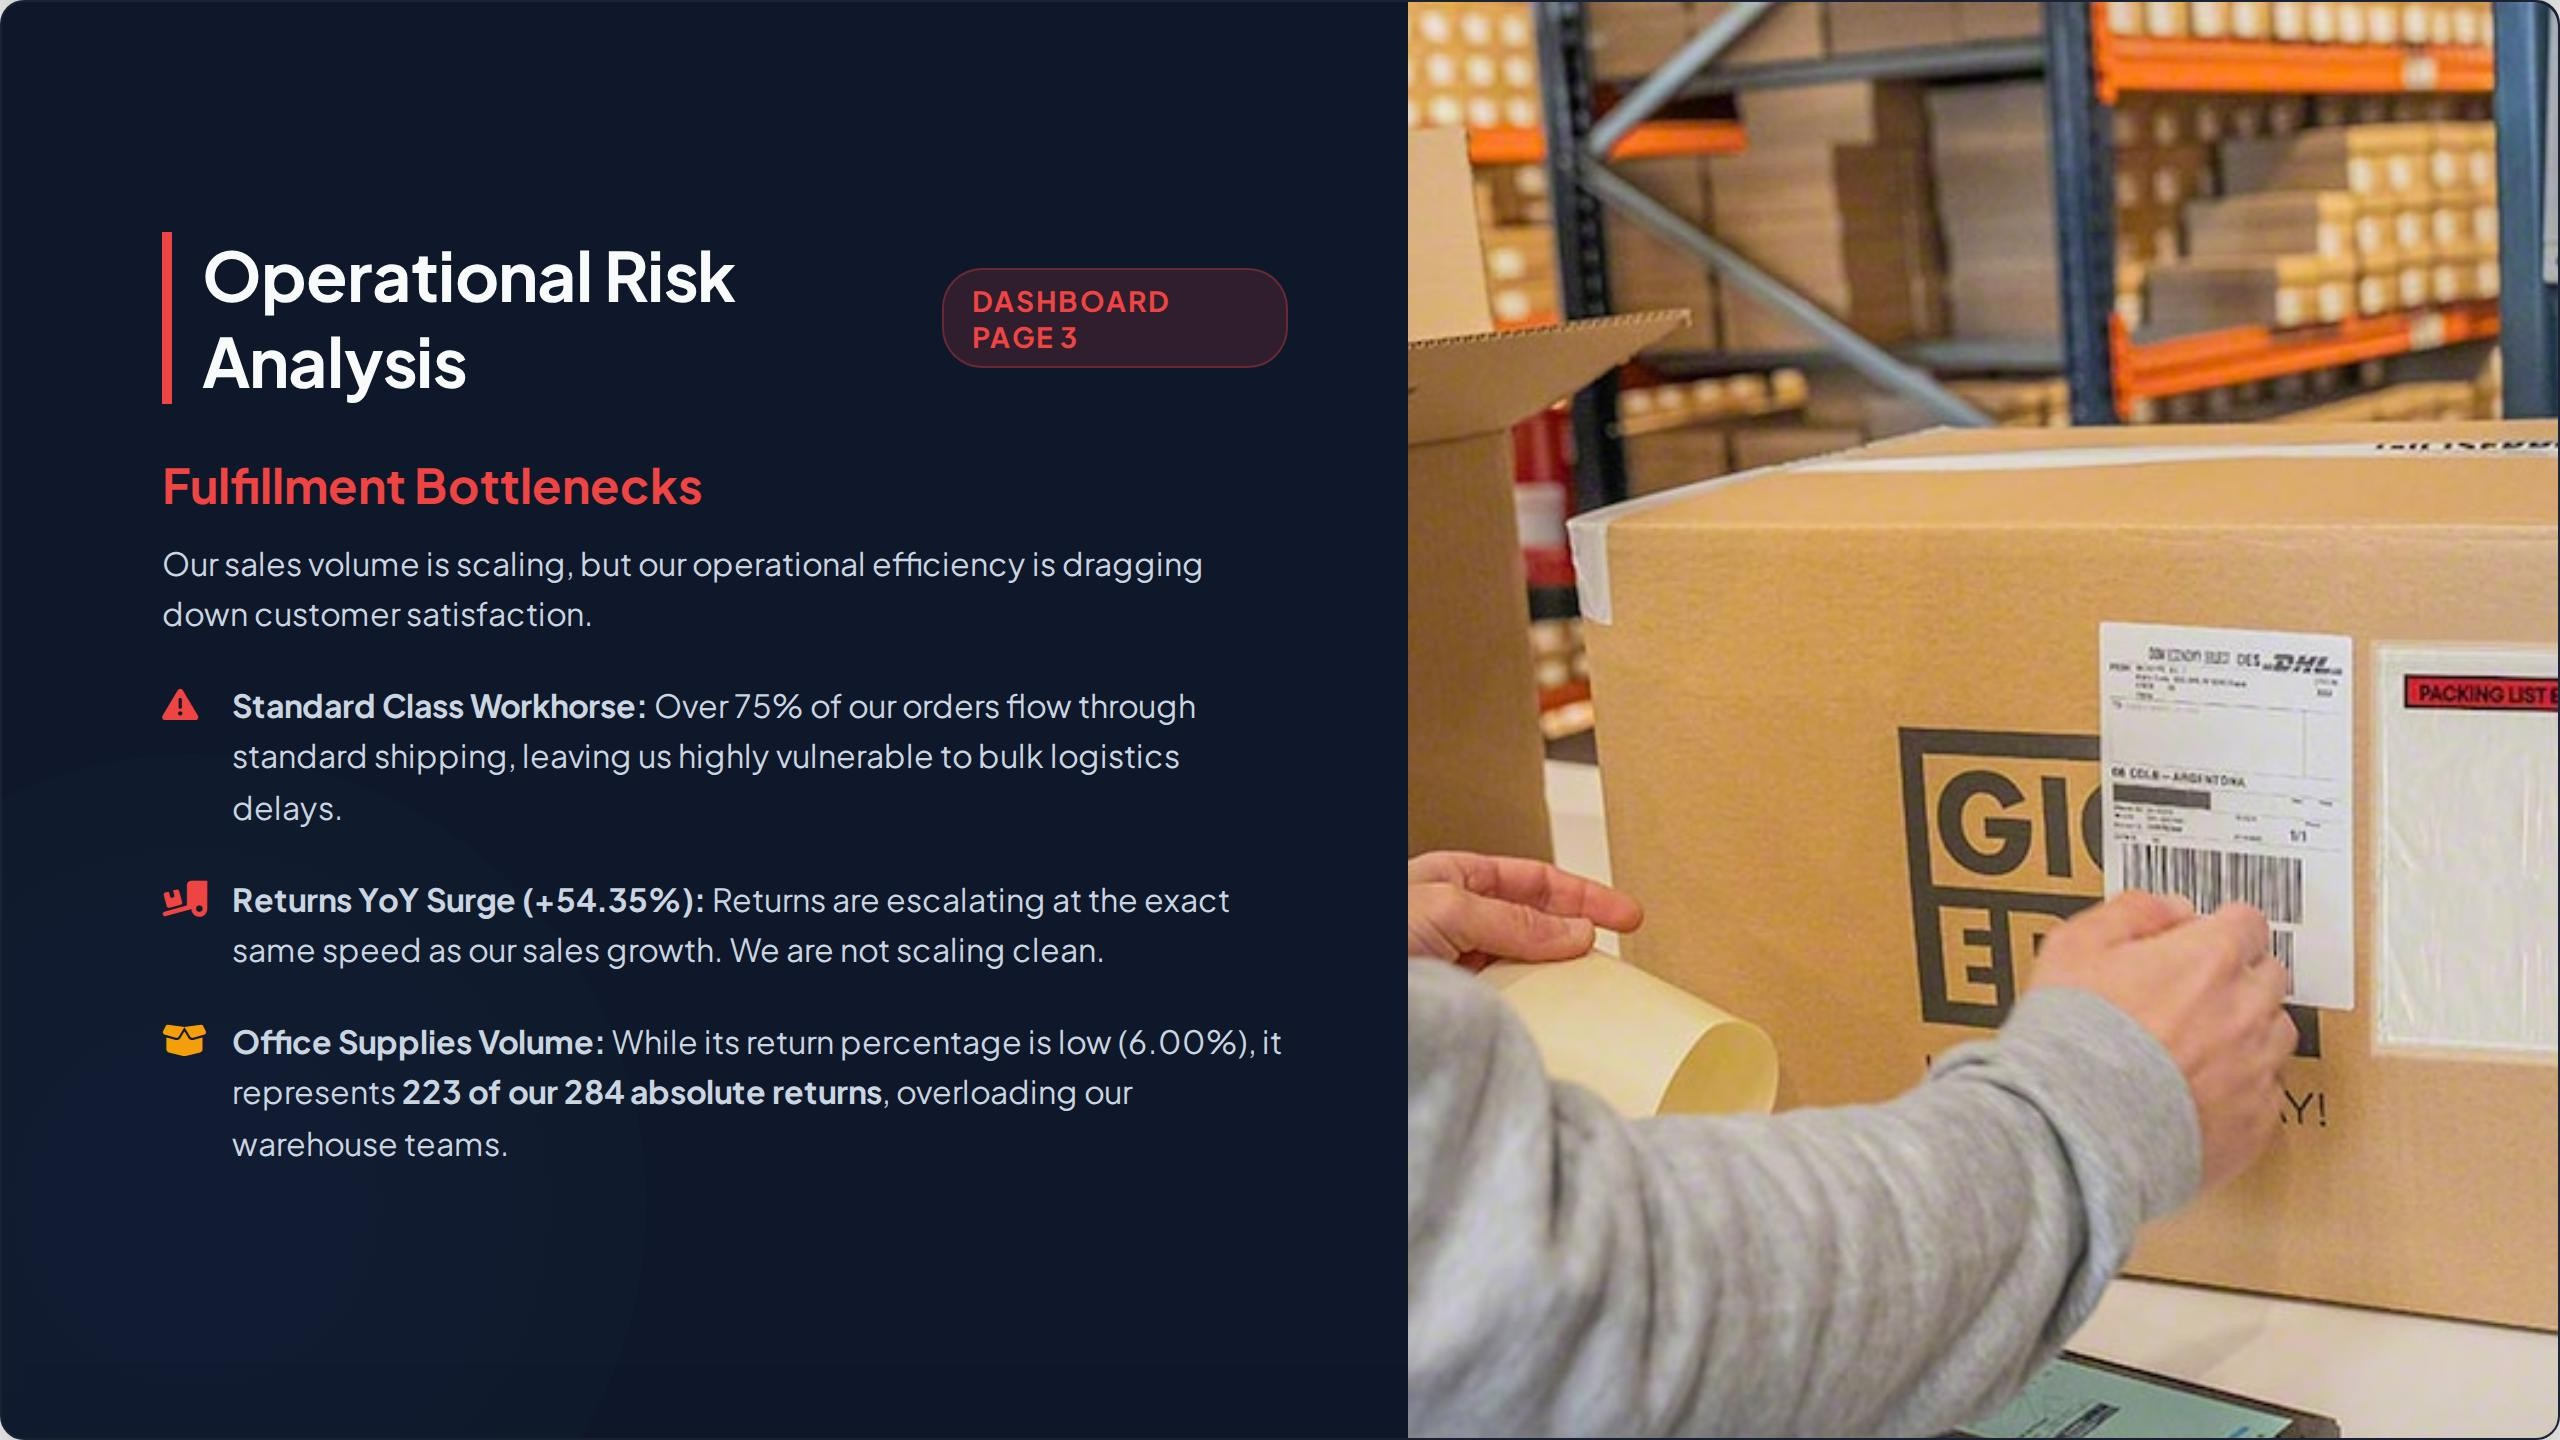 Operational Risk
Analysis
DASHBOARD
PAGE 3
Fulfillment Bottlenecks
Our sales volume is scaling, but our operational efficiency is dragging
down customer satisfaction.
Standard Class Workhorse: Over 75% of our orders flow through
standard shipping, leaving us highly vulnerable to bulk logistics
delays.
Returns YoY Surge (+54.35%): Returns are escalating at the exact
same speed as our sales growth. We are not scaling clean.
Office Supplies Volume: While its return percentage is low (6.00%), it
represents 223 of our 284 absolute returns, overloading our
warehouse teams.
DHL
PACKING LIST
1/1